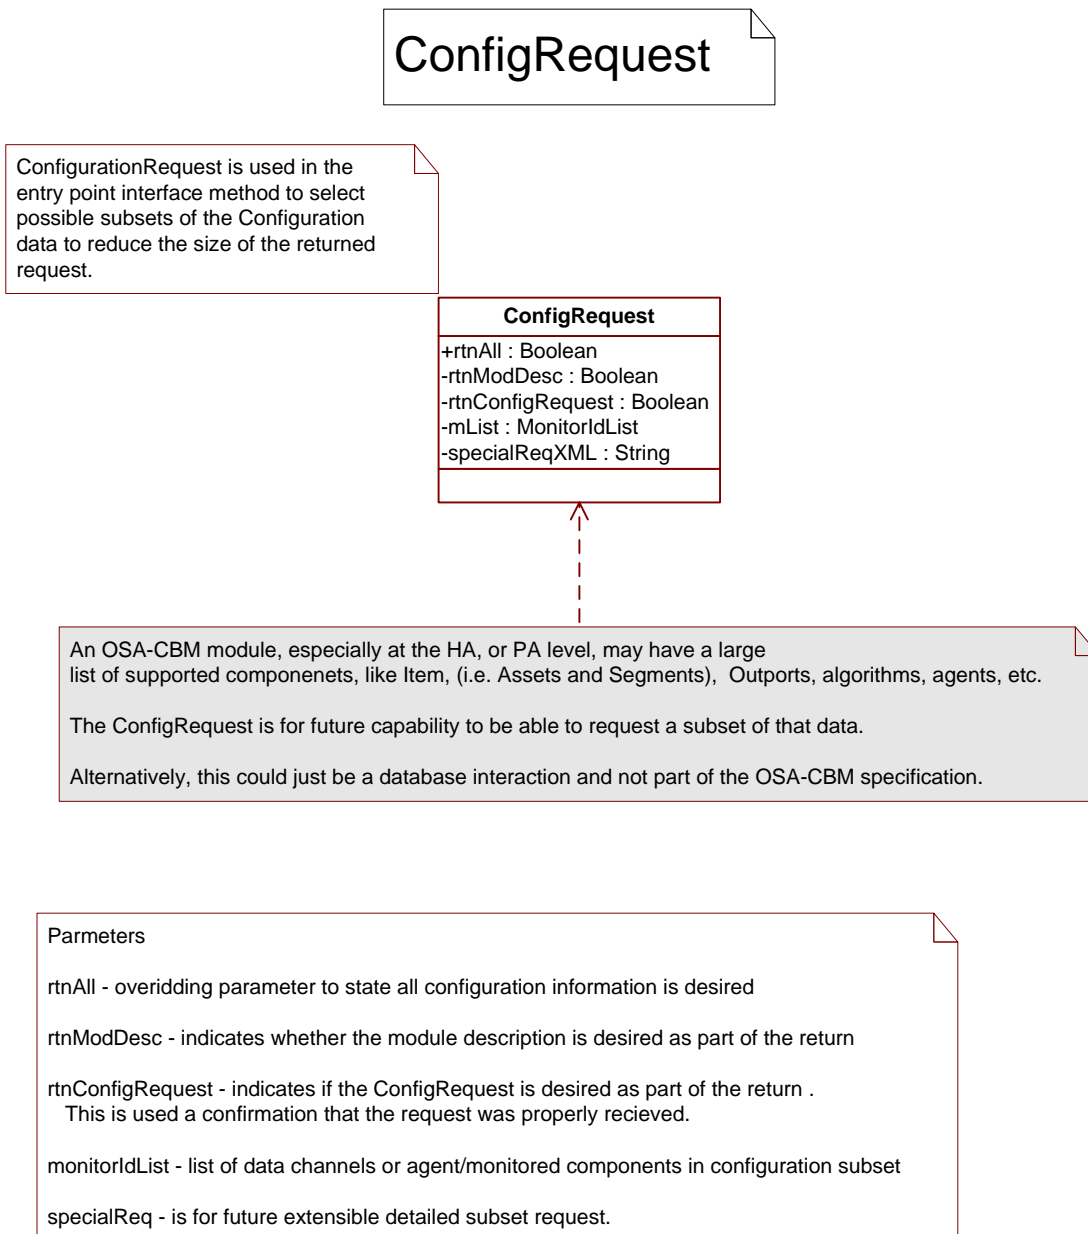 ConfigRequest
ConfigurationRequest is used in the
entry point interface method to select
possible subsets of the Configuration
data to reduce the size of the returned
request.
ConfigRequest
+rtnAll : Boolean
-rtnModDesc : Boolean
-rtnConfigRequest : Boolean
-mList : MonitorIdList
-specialReqXML : String
An OSA-CBM module, especially at the HA, or PA level, may have a large
list of supported componenets, like Item, (i.e. Assets and Segments),  Outports, algorithms, agents, etc.
The ConfigRequest is for future capability to be able to request a subset of that data.
Alternatively, this could just be a database interaction and not part of the OSA-CBM specification.
Parmeters
rtnAll - overidding parameter to state all configuration information is desired
rtnModDesc - indicates whether the module description is desired as part of the return
rtnConfigRequest - indicates if the ConfigRequest is desired as part of the return .
This is used a confirmation that the request was properly recieved.
monitorIdList - list of data channels or agent/monitored components in configuration subset
specialReq - is for future extensible detailed subset request.